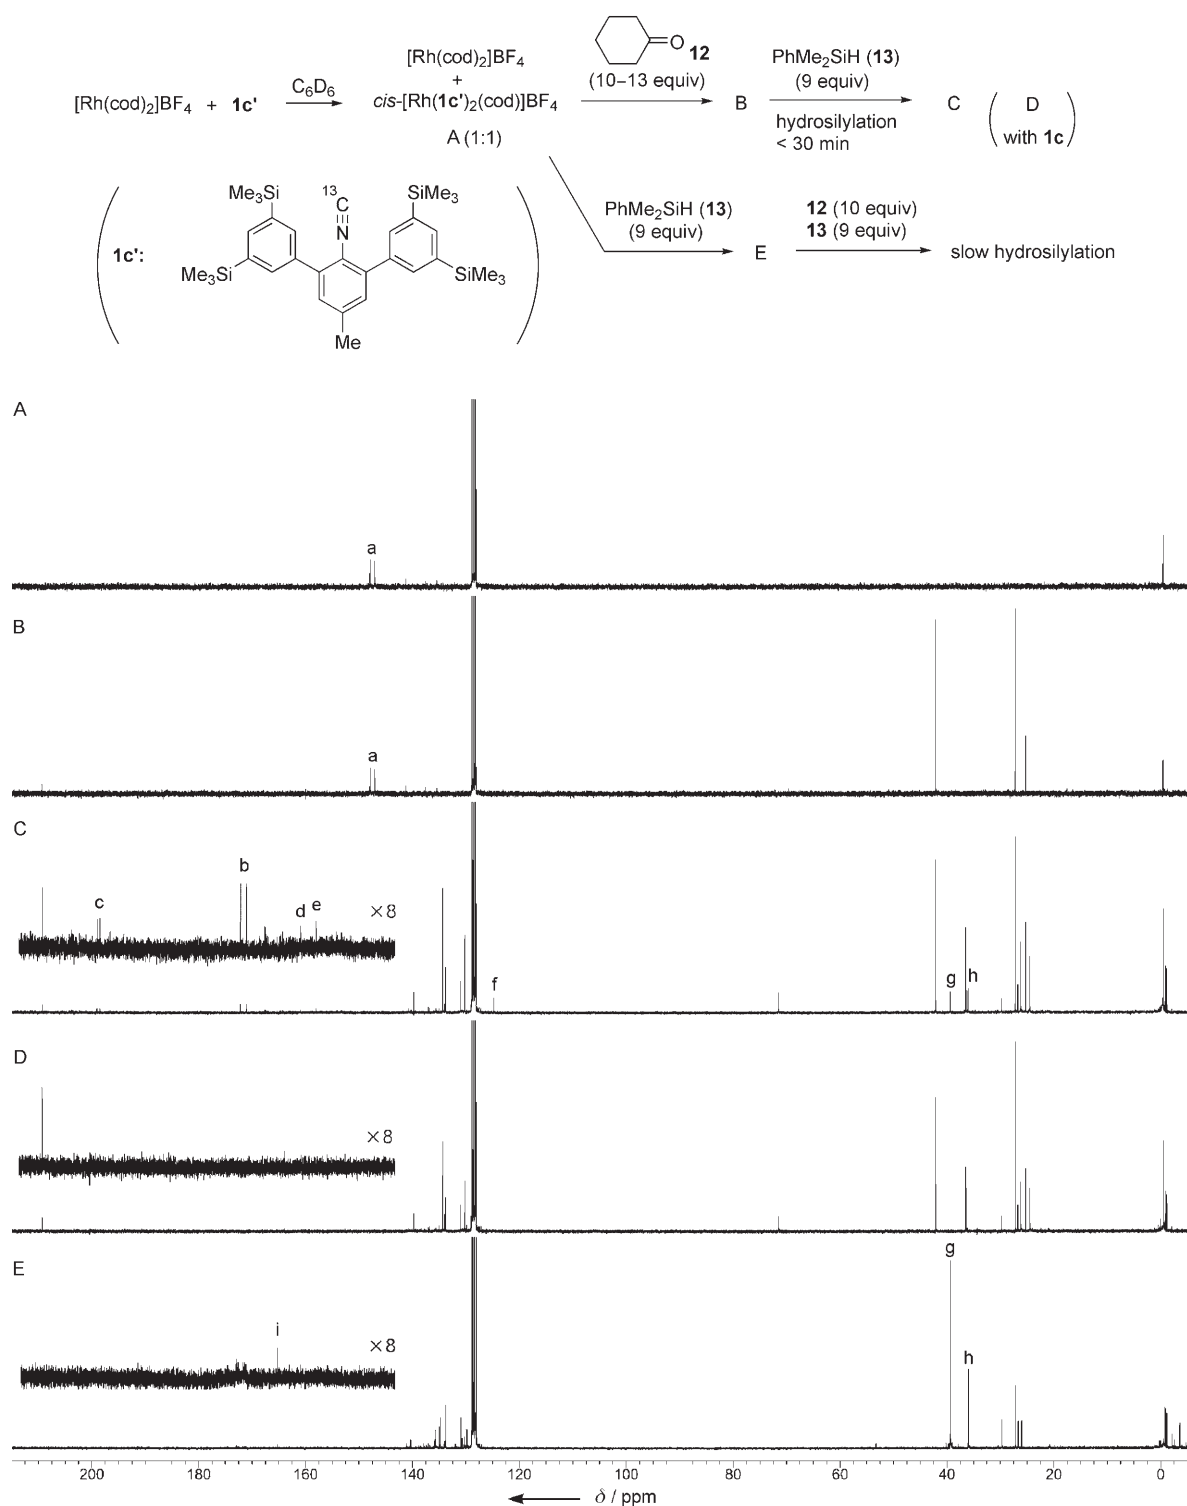 [Rh(cod)₂]BF₄ + 1c'
C₆D₆
[Rh(cod)₂]BF₄
+
cis-[Rh(1c')₂(cod)]BF₄
A (1:1)
O 12
(10–13 equiv)
B
PhMe₂SiH (13)
(9 equiv)
hydrosilylation
< 30 min
C
D
with 1c
1c':
Me₃Si
¹³C
N
SiMe₃
Me₃Si
SiMe₃
Me
PhMe₂SiH (13)
(9 equiv)
E
12 (10 equiv)
13 (9 equiv)
slow hydrosilylation
A
a
B
a
C
c
b
d
e
×8
f
g
h
D
×8
E
i
×8
g
h
200 180 160 140 120 100 80 60 40 20 0
δ / ppm